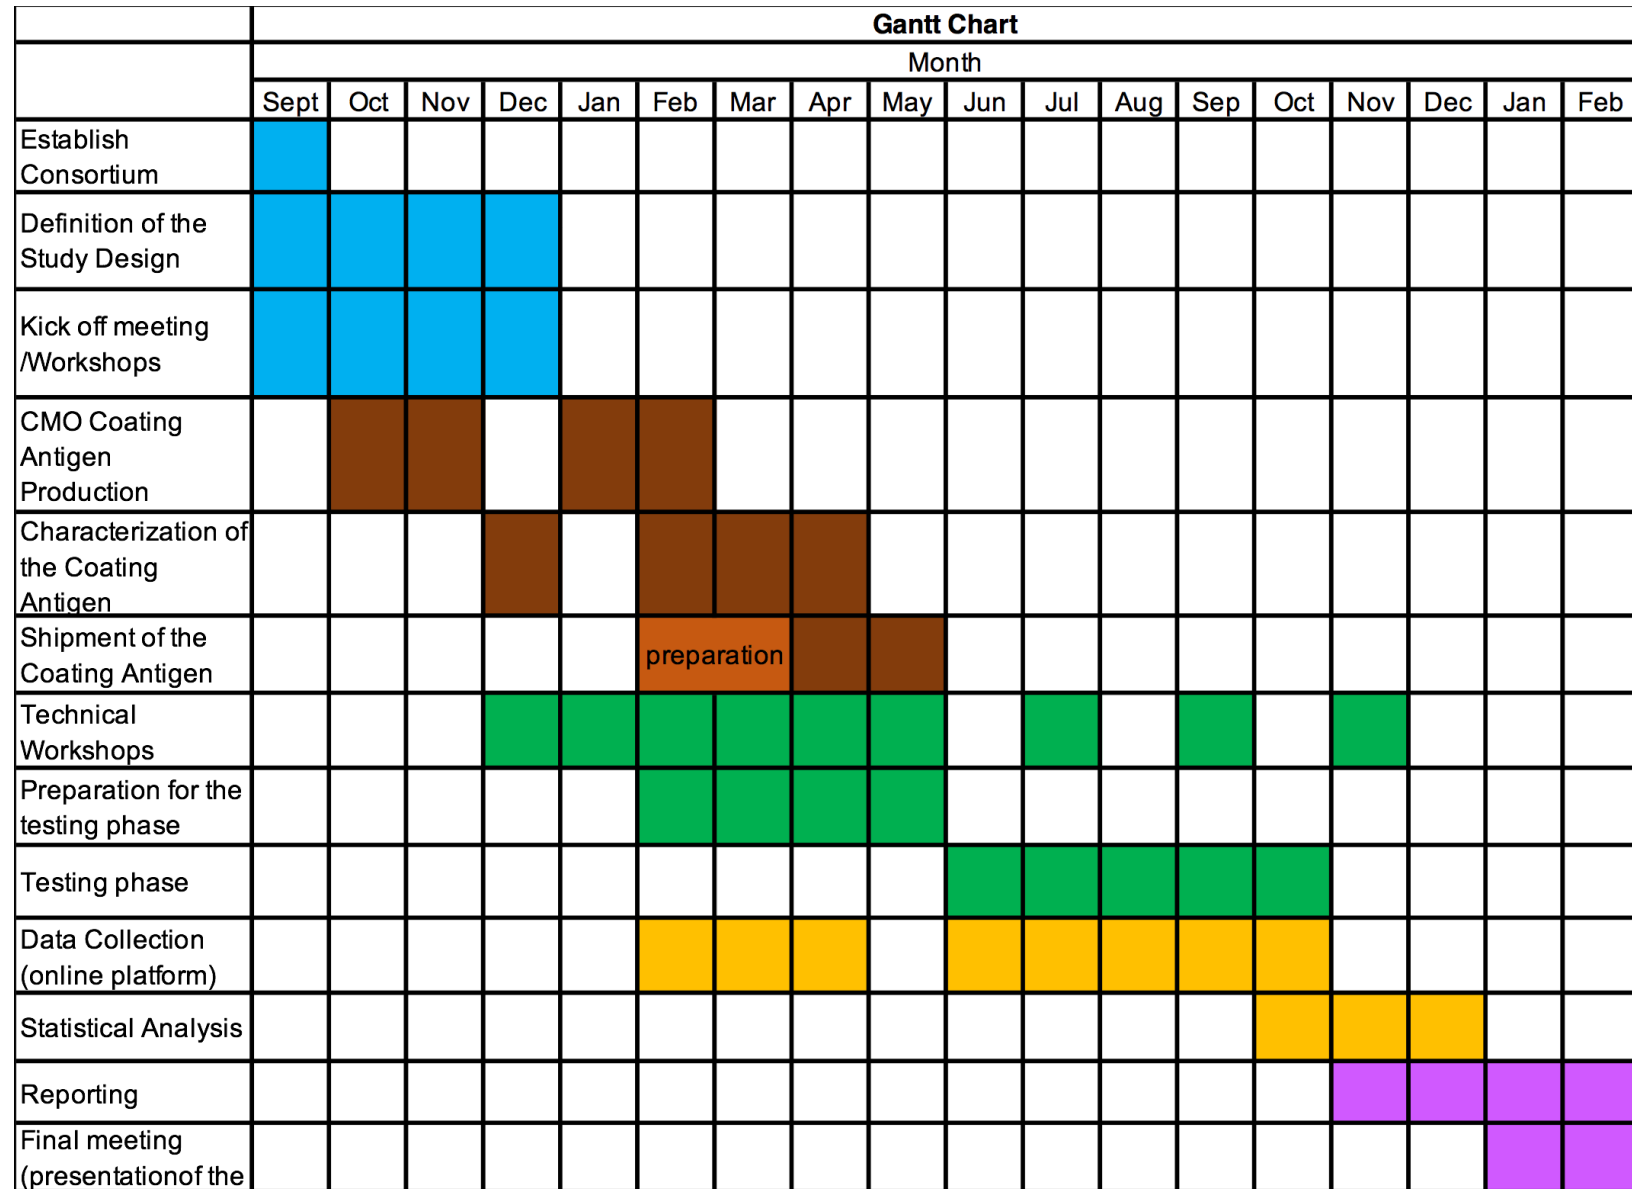 Gantt Chart
Month
Sept Oct Nov Dec Jan Feb Mar Apr May Jun Jul Aug Sep Oct Nov Dec Jan Feb
Establish
Consortium
Definition of the
Study Design
Kick off meeting
/Workshops
CMO Coating
Antigen
Production
Characterization of
the Coating
Antigen
Shipment of the
Coating Antigen
preparation
Technical
Workshops
Preparation for the
testing phase
Testing phase
Data Collection
(online platform)
Statistical Analysis
Reporting
Final meeting
(presentationof the